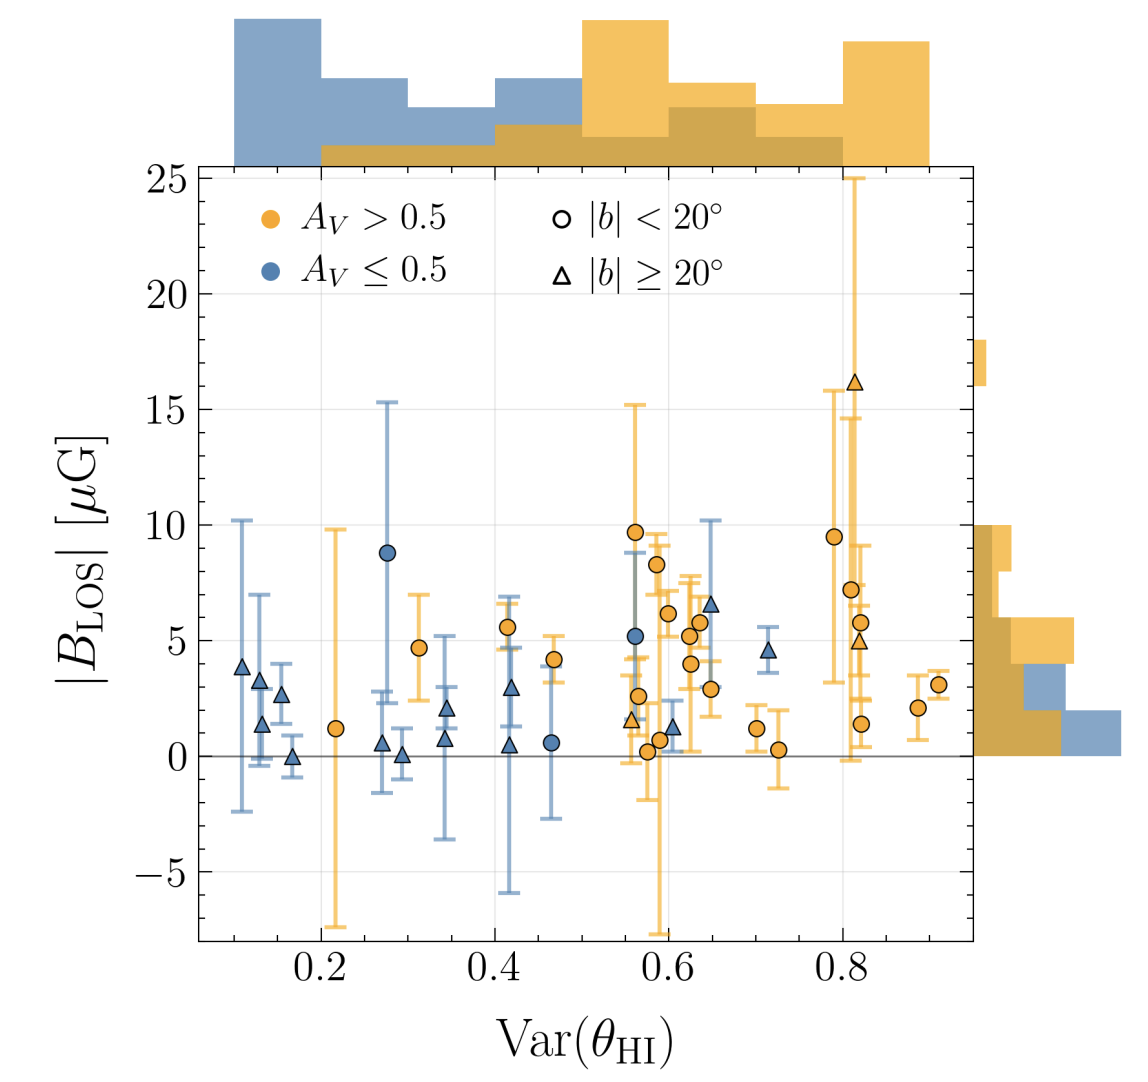 A_V > 0.5
|b| < 20°
A_V ≤ 0.5
|b| ≥ 20°
25
20
15
10
5
0
−5
|B_LOS| [μG]
0.2 0.4 0.6 0.8
Var(θ_HI)